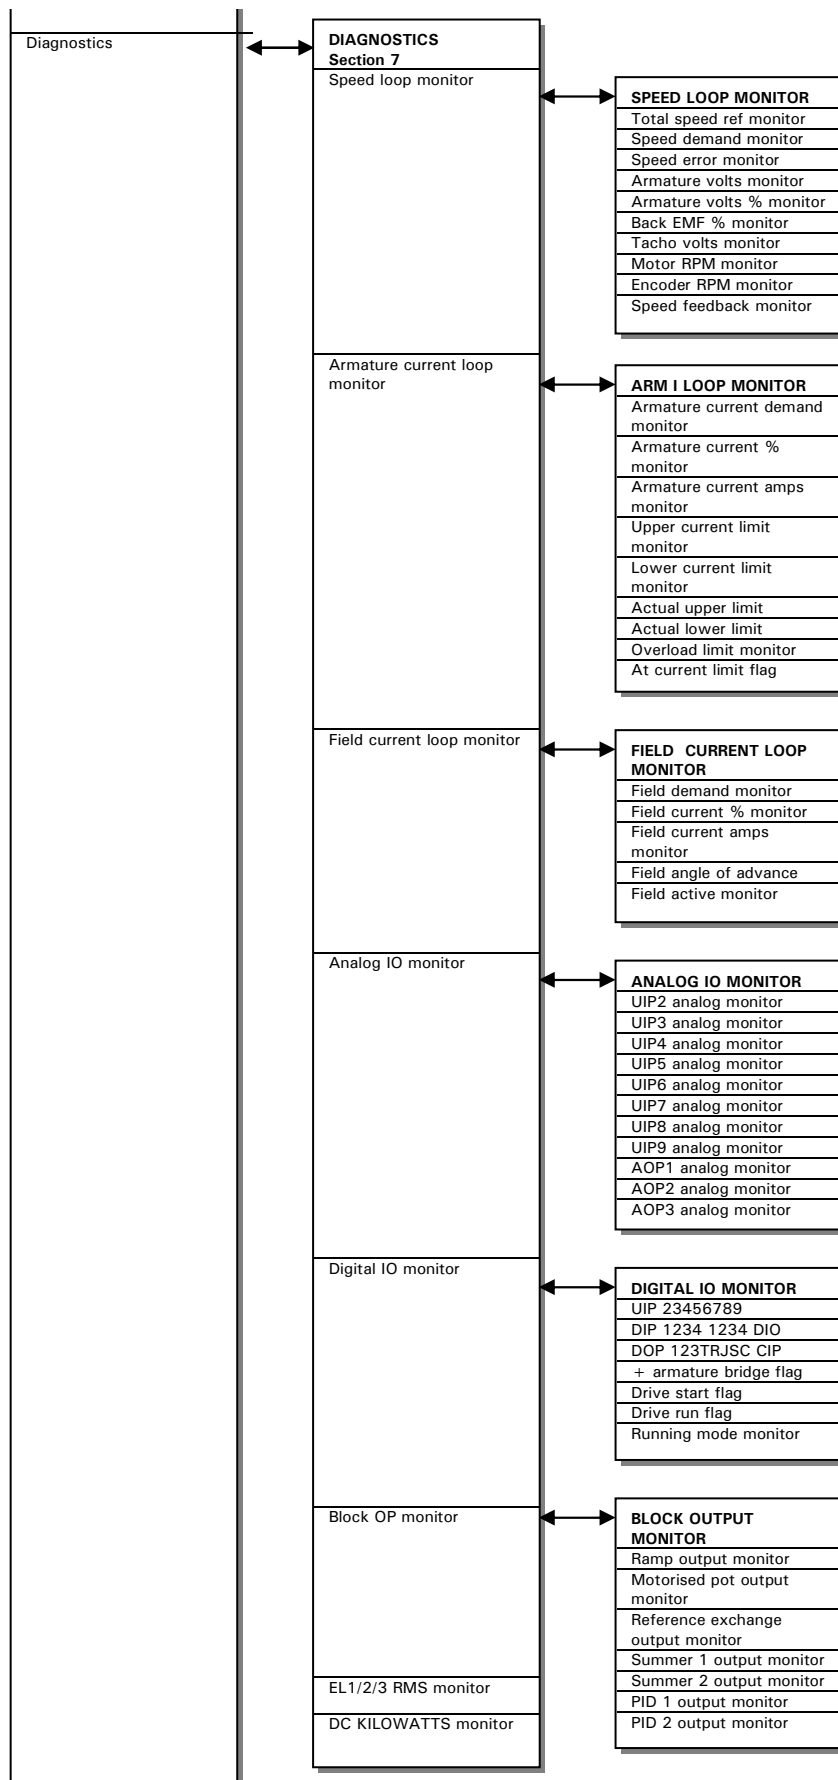 Diagnostics
DIAGNOSTICS
Section 7
Speed loop monitor
SPEED LOOP MONITOR
Total speed ref monitor
Speed demand monitor
Speed error monitor
Armature volts monitor
Armature volts % monitor
Back EMF % monitor
Tacho volts monitor
Motor RPM monitor
Encoder RPM monitor
Speed feedback monitor
Armature current loop
monitor
ARM I LOOP MONITOR
Armature current demand
monitor
Armature current %
monitor
Armature current amps
monitor
Upper current limit
monitor
Lower current limit
monitor
Actual upper limit
Actual lower limit
Overload limit monitor
At current limit flag
Field current loop monitor
FIELD CURRENT LOOP
MONITOR
Field demand monitor
Field current % monitor
Field current amps
monitor
Field angle of advance
Field active monitor
Analog IO monitor
ANALOG IO MONITOR
UIP2 analog monitor
UIP3 analog monitor
UIP4 analog monitor
UIP5 analog monitor
UIP6 analog monitor
UIP7 analog monitor
UIP8 analog monitor
UIP9 analog monitor
AOP1 analog monitor
AOP2 analog monitor
AOP3 analog monitor
Digital IO monitor
DIGITAL IO MONITOR
UIP 23456789
DIP 1234 1234 DIO
DOP 123TRJSC CIP
+ armature bridge flag
Drive start flag
Drive run flag
Running mode monitor
Block OP monitor
BLOCK OUTPUT
MONITOR
Ramp output monitor
Motorised pot output
monitor
Reference exchange
output monitor
Summer 1 output monitor
Summer 2 output monitor
PID 1 output monitor
PID 2 output monitor
EL1/2/3 RMS monitor
DC KILOWATTS monitor